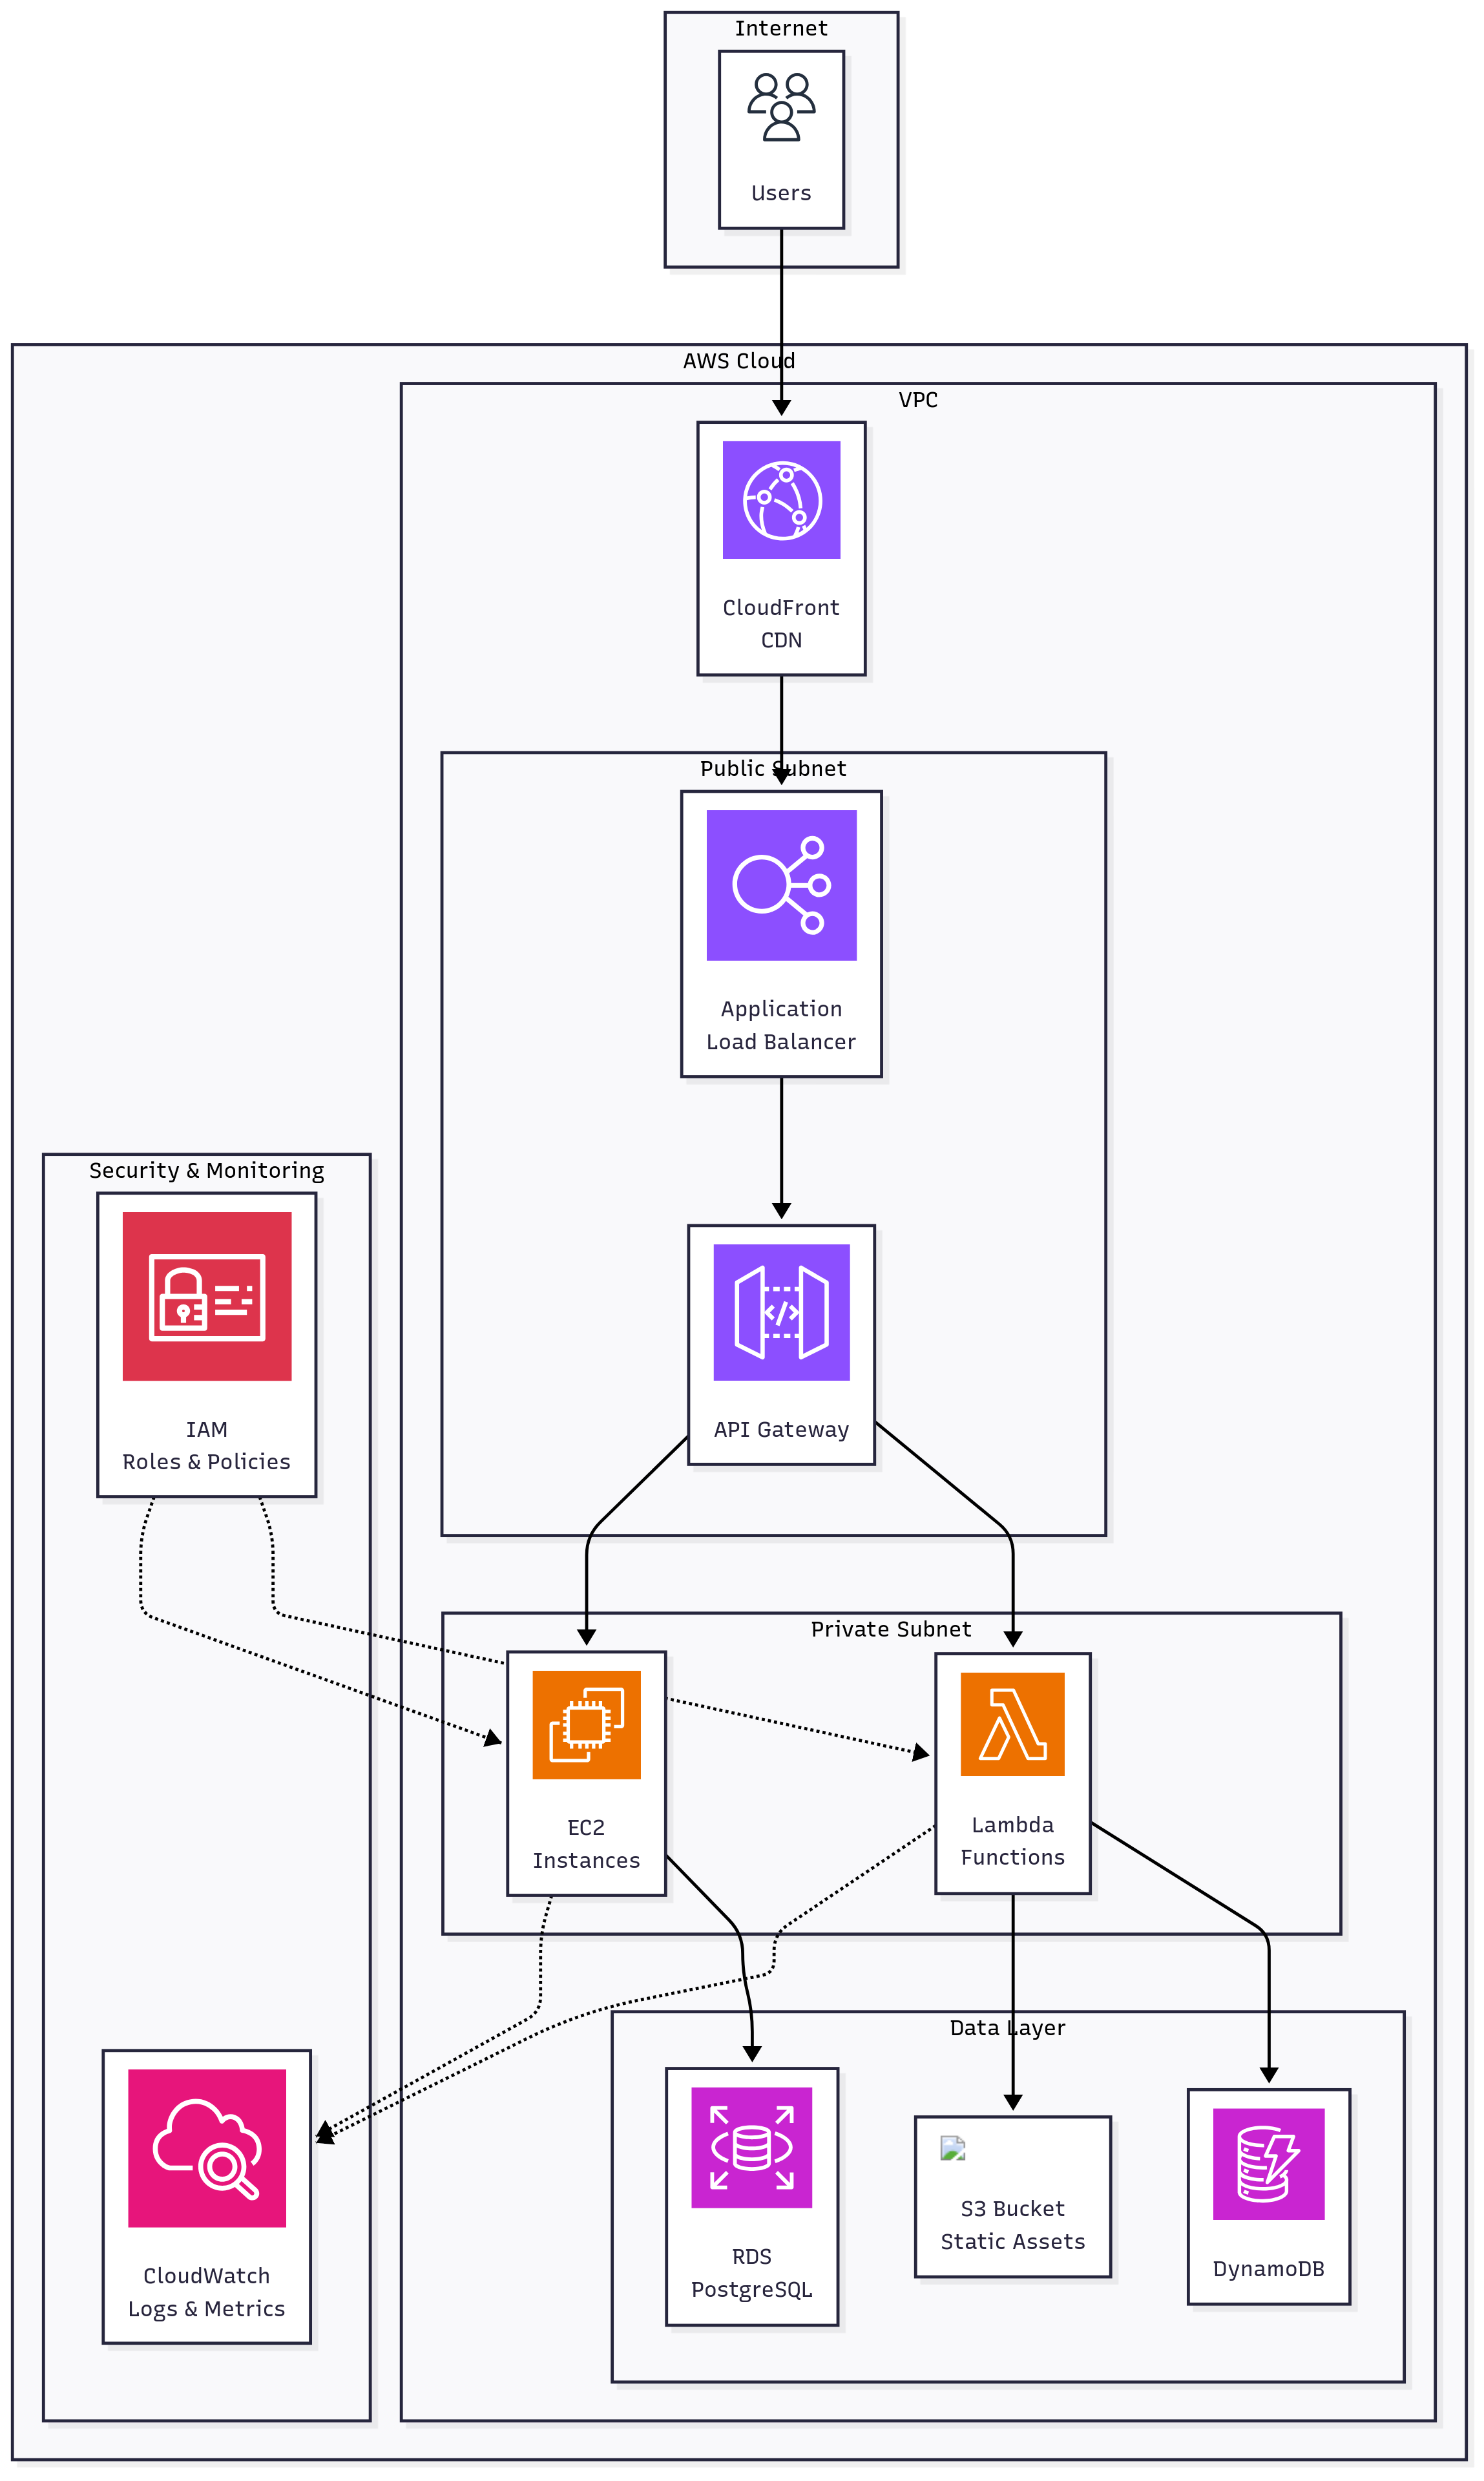 Internet
Users
AWS Cloud
VPC
CloudFront
CDN
Public Subnet
Application
Load Balancer
API Gateway
Security & Monitoring
IAM
Roles & Policies
Private Subnet
EC2
Instances
Lambda
Functions
Data Layer
RDS
PostgreSQL
S3 Bucket
Static Assets
DynamoDB
CloudWatch
Logs & Metrics